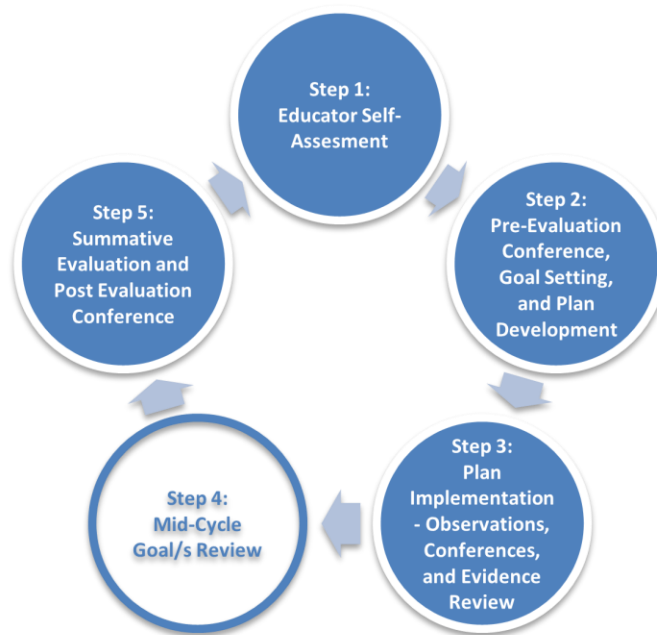 Step 1:
Educator Self-
Assesment
Step 2:
Pre-Evaluation
Conference,
Goal Setting,
and Plan
Development
Step 3:
Plan
Implementation
- Observations,
Conferences,
and Evidence
Review
Step 4:
Mid-Cycle
Goal/s Review
Step 5:
Summative
Evaluation and
Post Evaluation
Conference